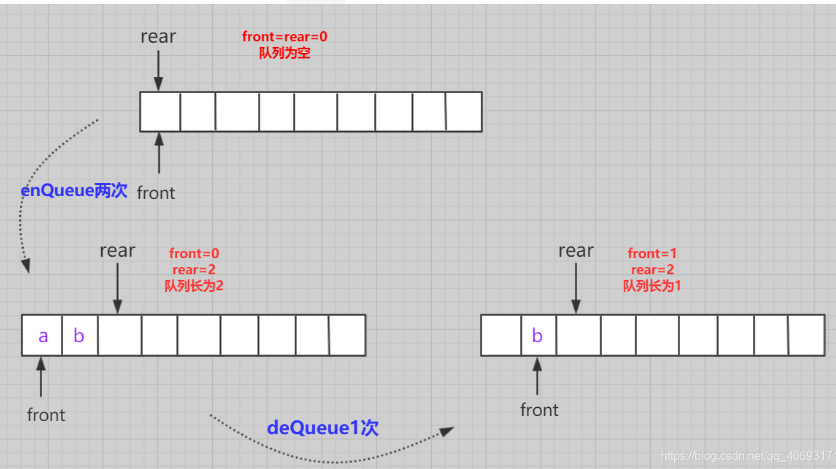 rear
front=rear=0
队列为空
enQueue两次
front
rear
front=0
rear=2
队列长为2
a b
front
deQueue1次
rear
front=1
rear=2
队列长为1
b
front
https://blog.csdn.net/qq_4069317